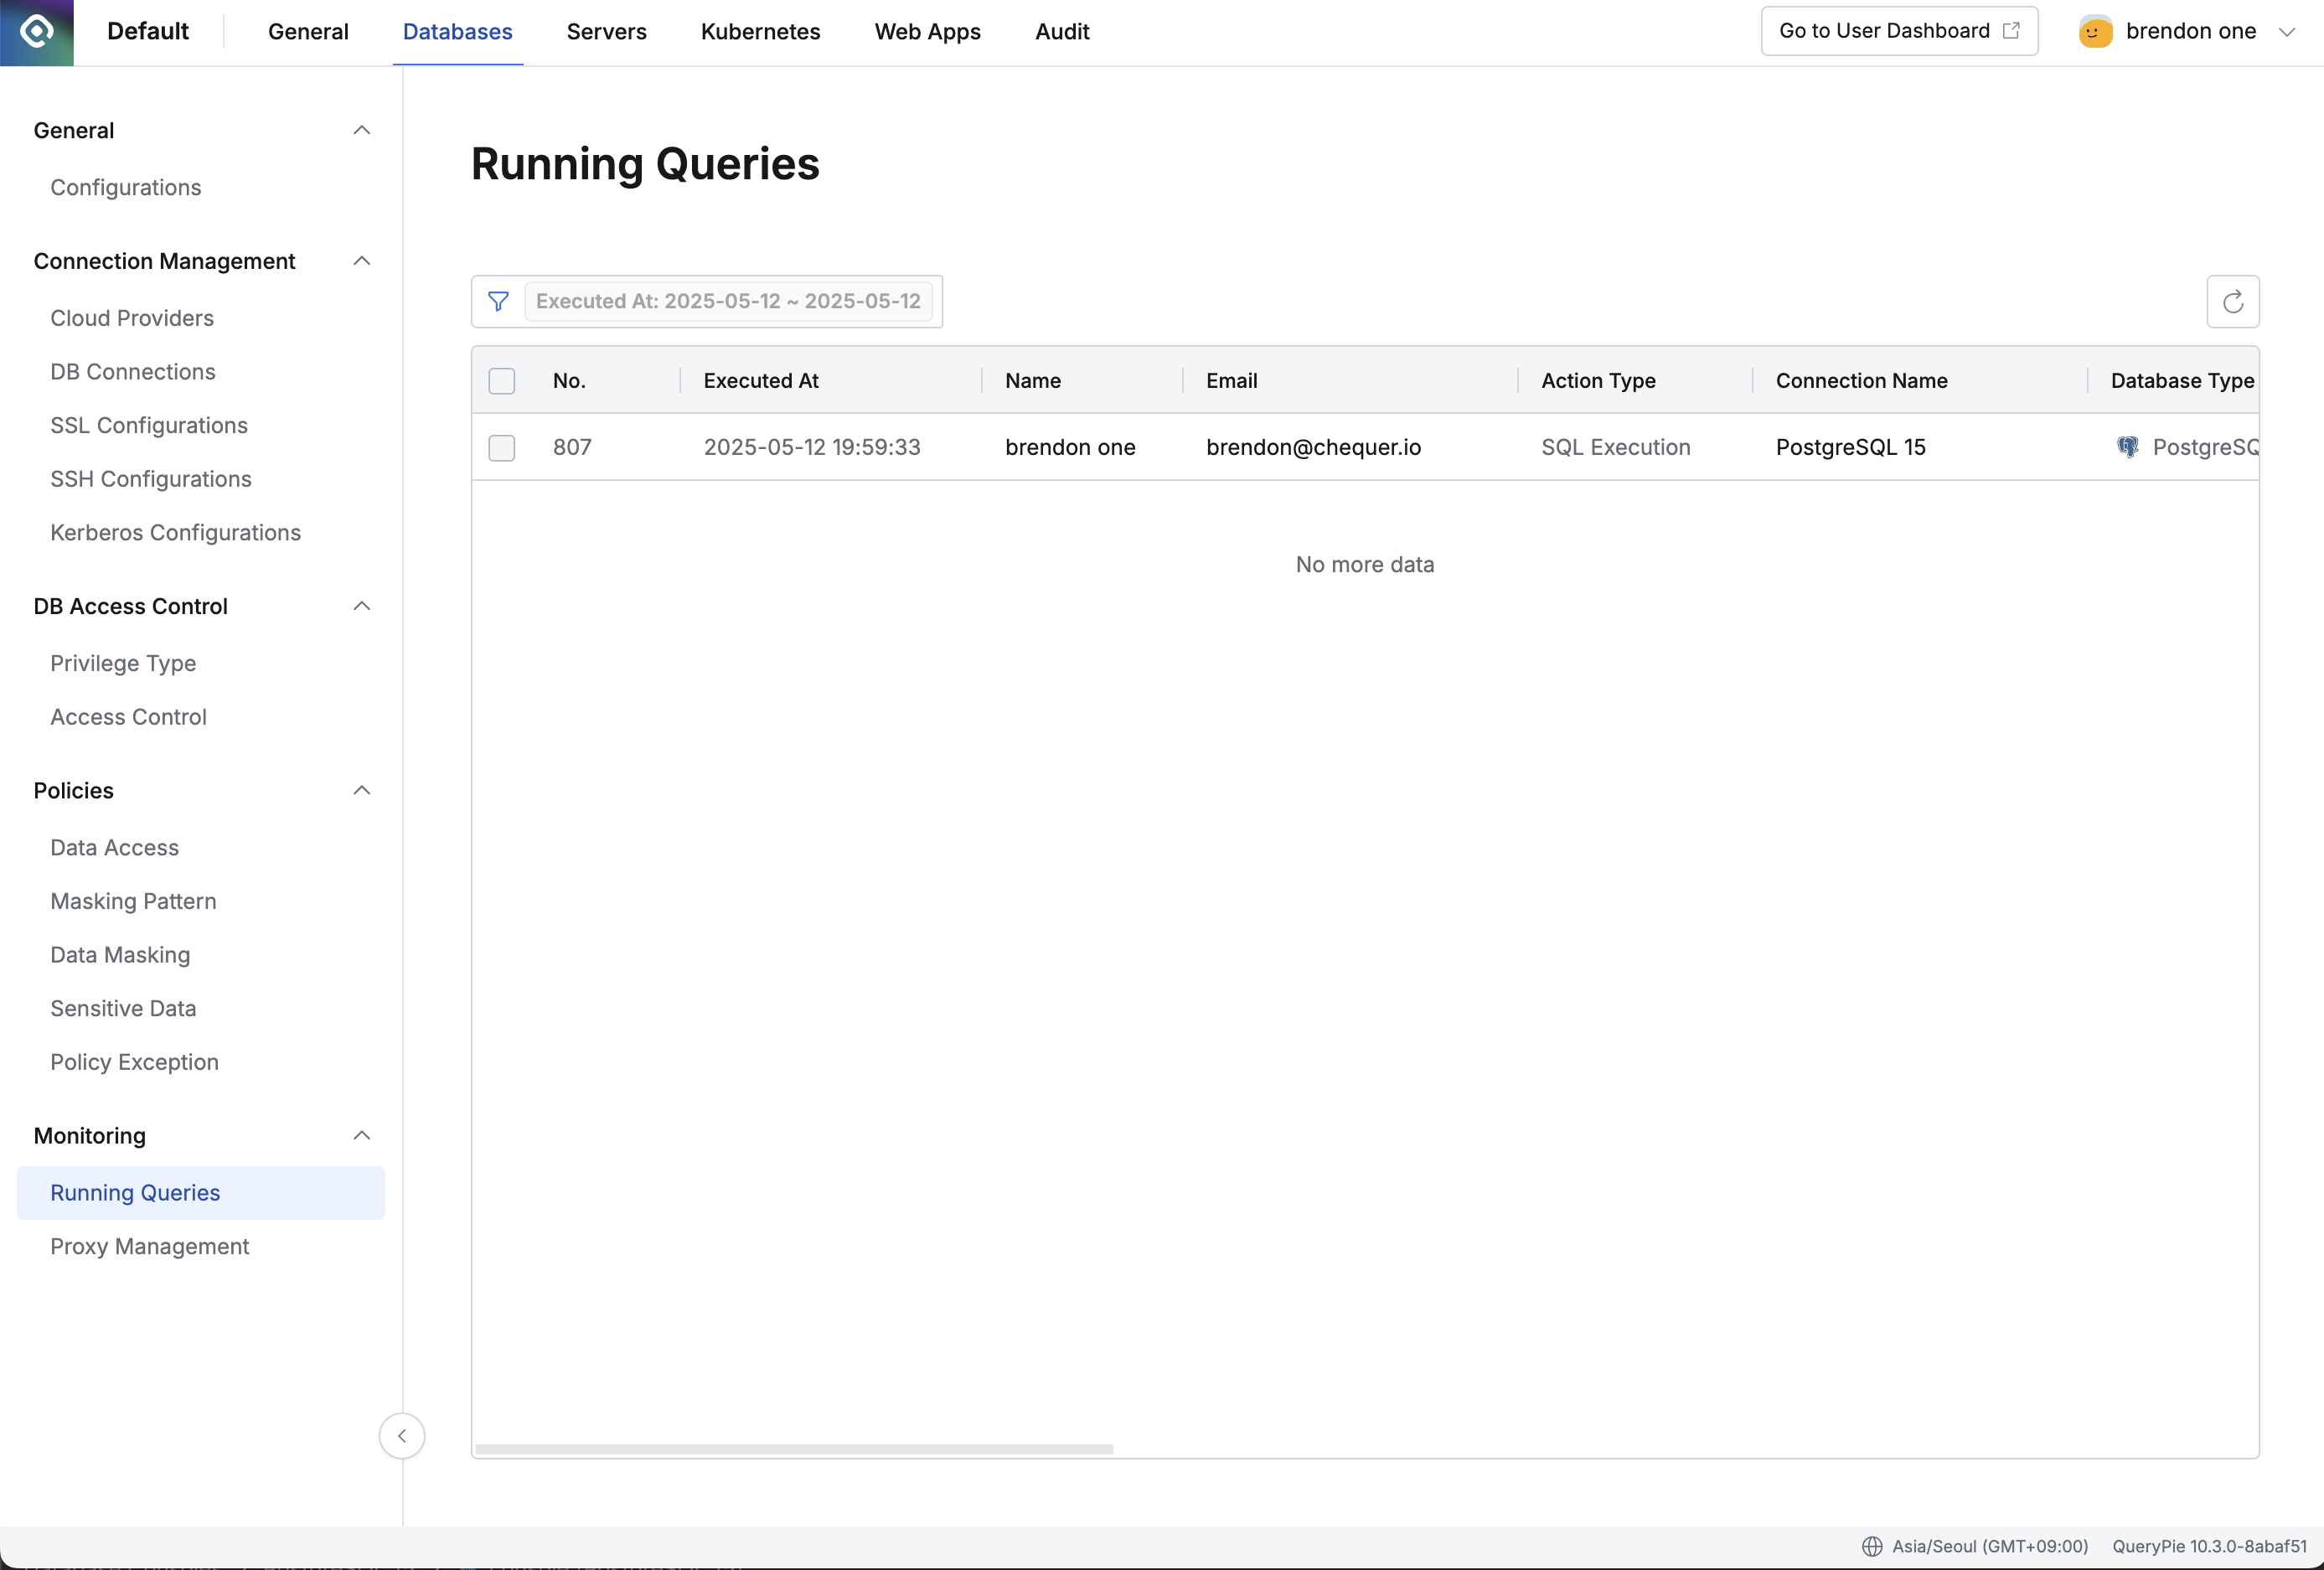 Default
General
Databases
Servers
Kubernetes
Web Apps
Audit
Go to User Dashboard
brendon one
General
Configurations
Connection Management
Cloud Providers
DB Connections
SSL Configurations
SSH Configurations
Kerberos Configurations
DB Access Control
Privilege Type
Access Control
Policies
Data Access
Masking Pattern
Data Masking
Sensitive Data
Policy Exception
Monitoring
Running Queries
Proxy Management
Running Queries
Executed At: 2025-05-12 ~ 2025-05-12
No. Executed At Name Email Action Type Connection Name Database Type
807 2025-05-12 19:59:33 brendon one brendon@chequer.io SQL Execution PostgreSQL 15 PostgreSQ
No more data
Asia/Seoul (GMT+09:00) QueryPie 10.3.0-8abaf51